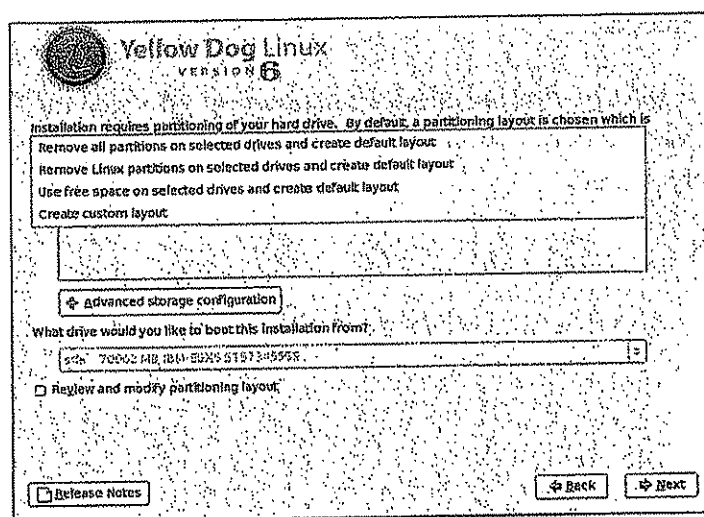 Yellow Dog Linux
VERSION 6
Installation requires partitioning of your hard drive. By default, a partitioning layout is chosen which is
Remove all partitions on selected drives and create default layout
Remove Linux partitions on selected drives and create default layout
Use free space on selected drives and create default layout
Create custom layout
Advanced storage configuration
What drive would you like to boot this installation from?
sda 70002 MB
Review and modify partitioning layout
Release Notes
Back
Next